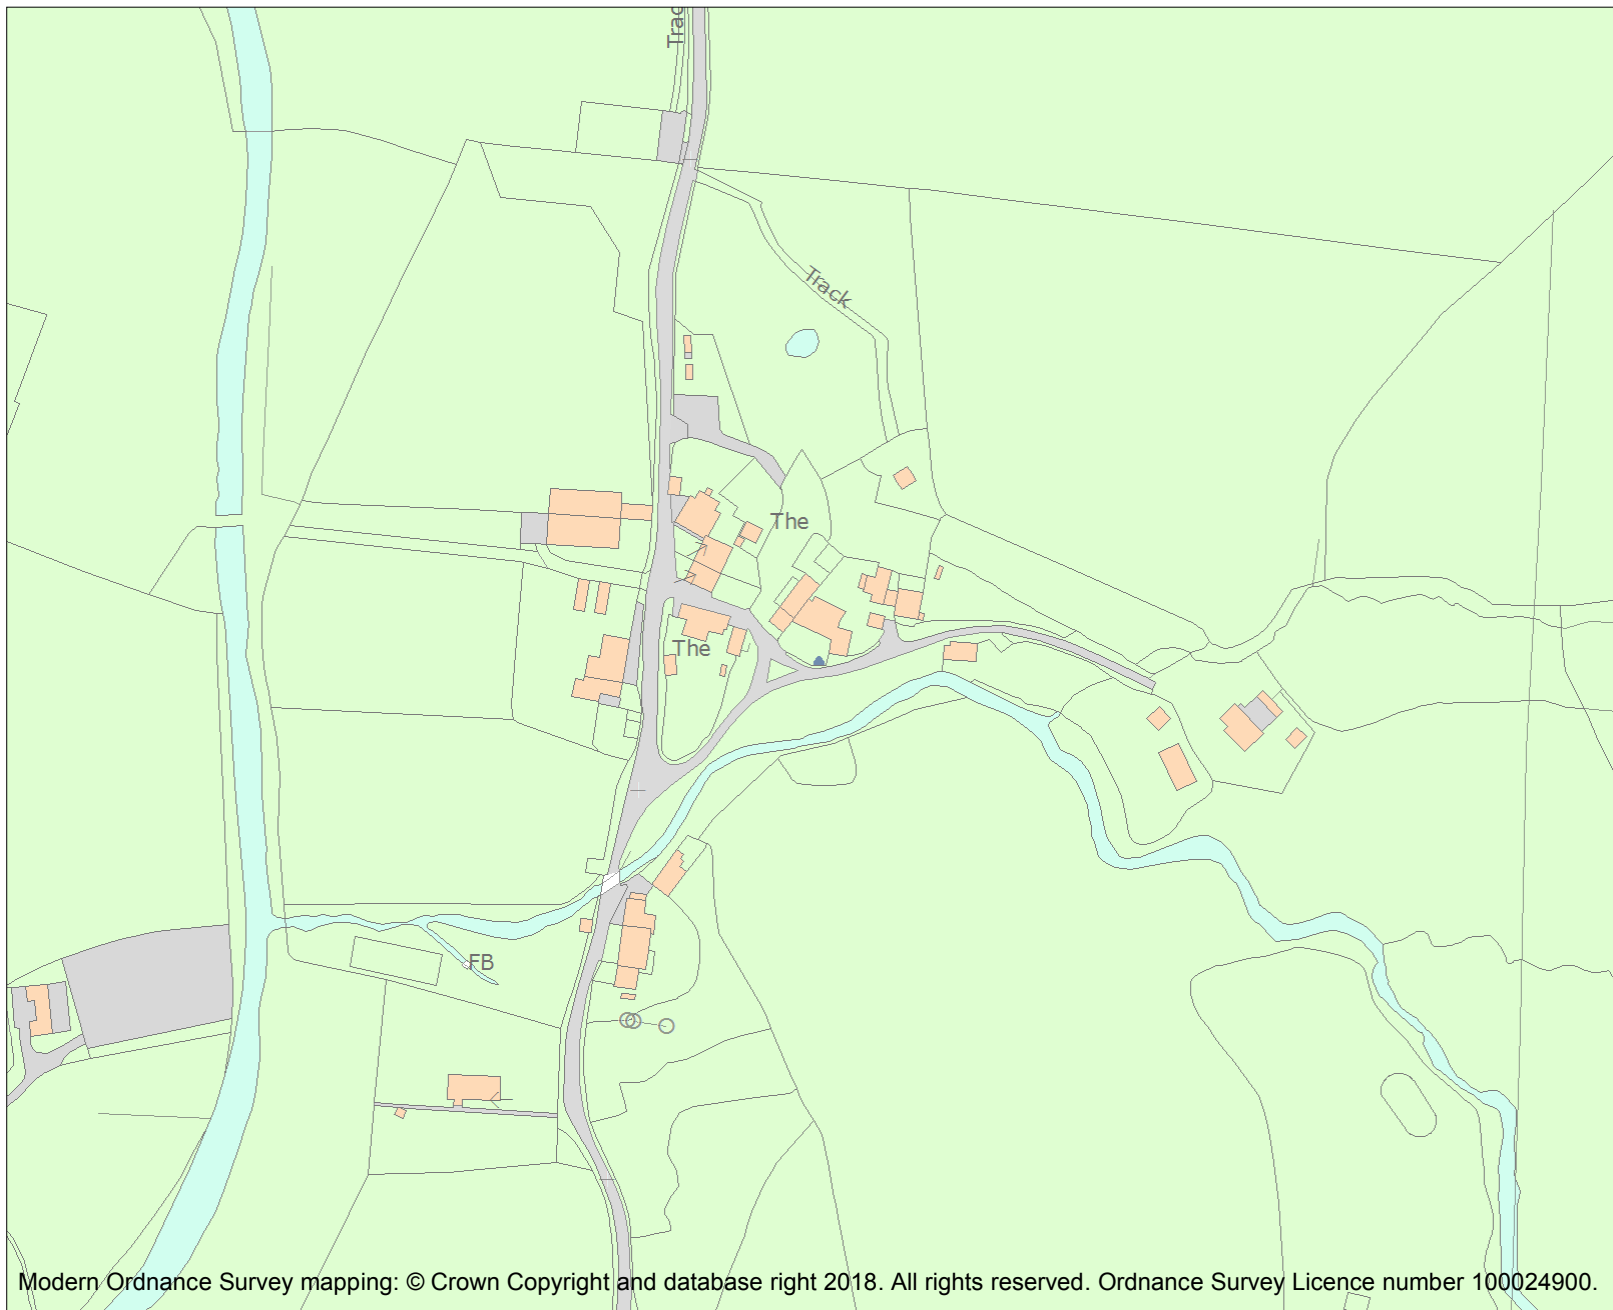 Trac
Track
The
The
FB
Modern Ordnance Survey mapping: © Crown Copyright and database right 2018. All rights reserved. Ordnance Survey Licence number 100024900.